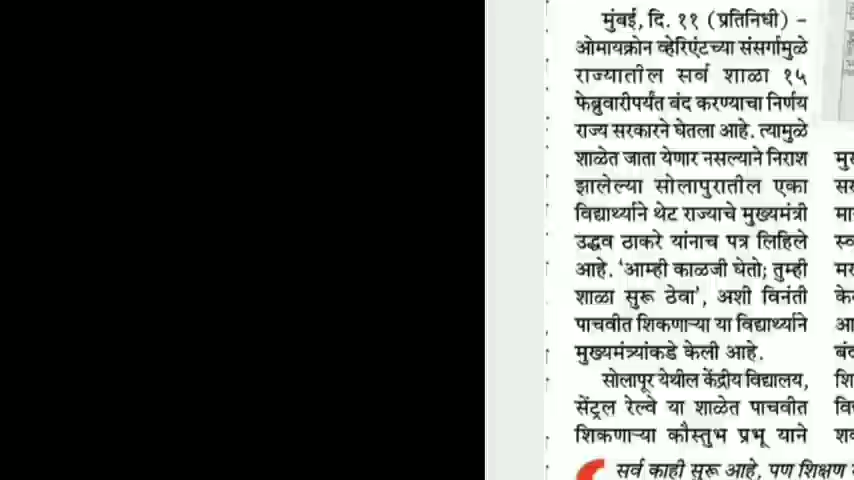 मुंबई, दि. ११ (प्रतिनिधी) –
ओमायक्रोन व्हेरिएंटच्या संसर्गामुळे
राज्यातील सर्व शाळा १५
फेब्रुवारीपर्यंत बंद करण्याचा निर्णय
राज्य सरकारने घेतला आहे. त्यामुळे
शाळेत जाता येणार नसल्याने निराश
झालेल्या सोलापुरातील एका
विद्यार्थ्याने थेट राज्याचे मुख्यमंत्री
उद्धव ठाकरे यांनाच पत्र लिहिले
आहे. ‘आम्ही काळजी घेतो; तुम्ही
शाळा सुरू ठेवा’, अशी विनंती
पाचवीत शिकणाऱ्या या विद्यार्थ्याने
मुख्यमंत्र्यांकडे केली आहे.
सोलापूर येथील केंद्रीय विद्यालय,
सेंट्रल रेल्वे या शाळेत पाचवीत
शिकणाऱ्या कौस्तुभ प्रभू याने
सर्व काही सुरू आहे, पण शिक्षण